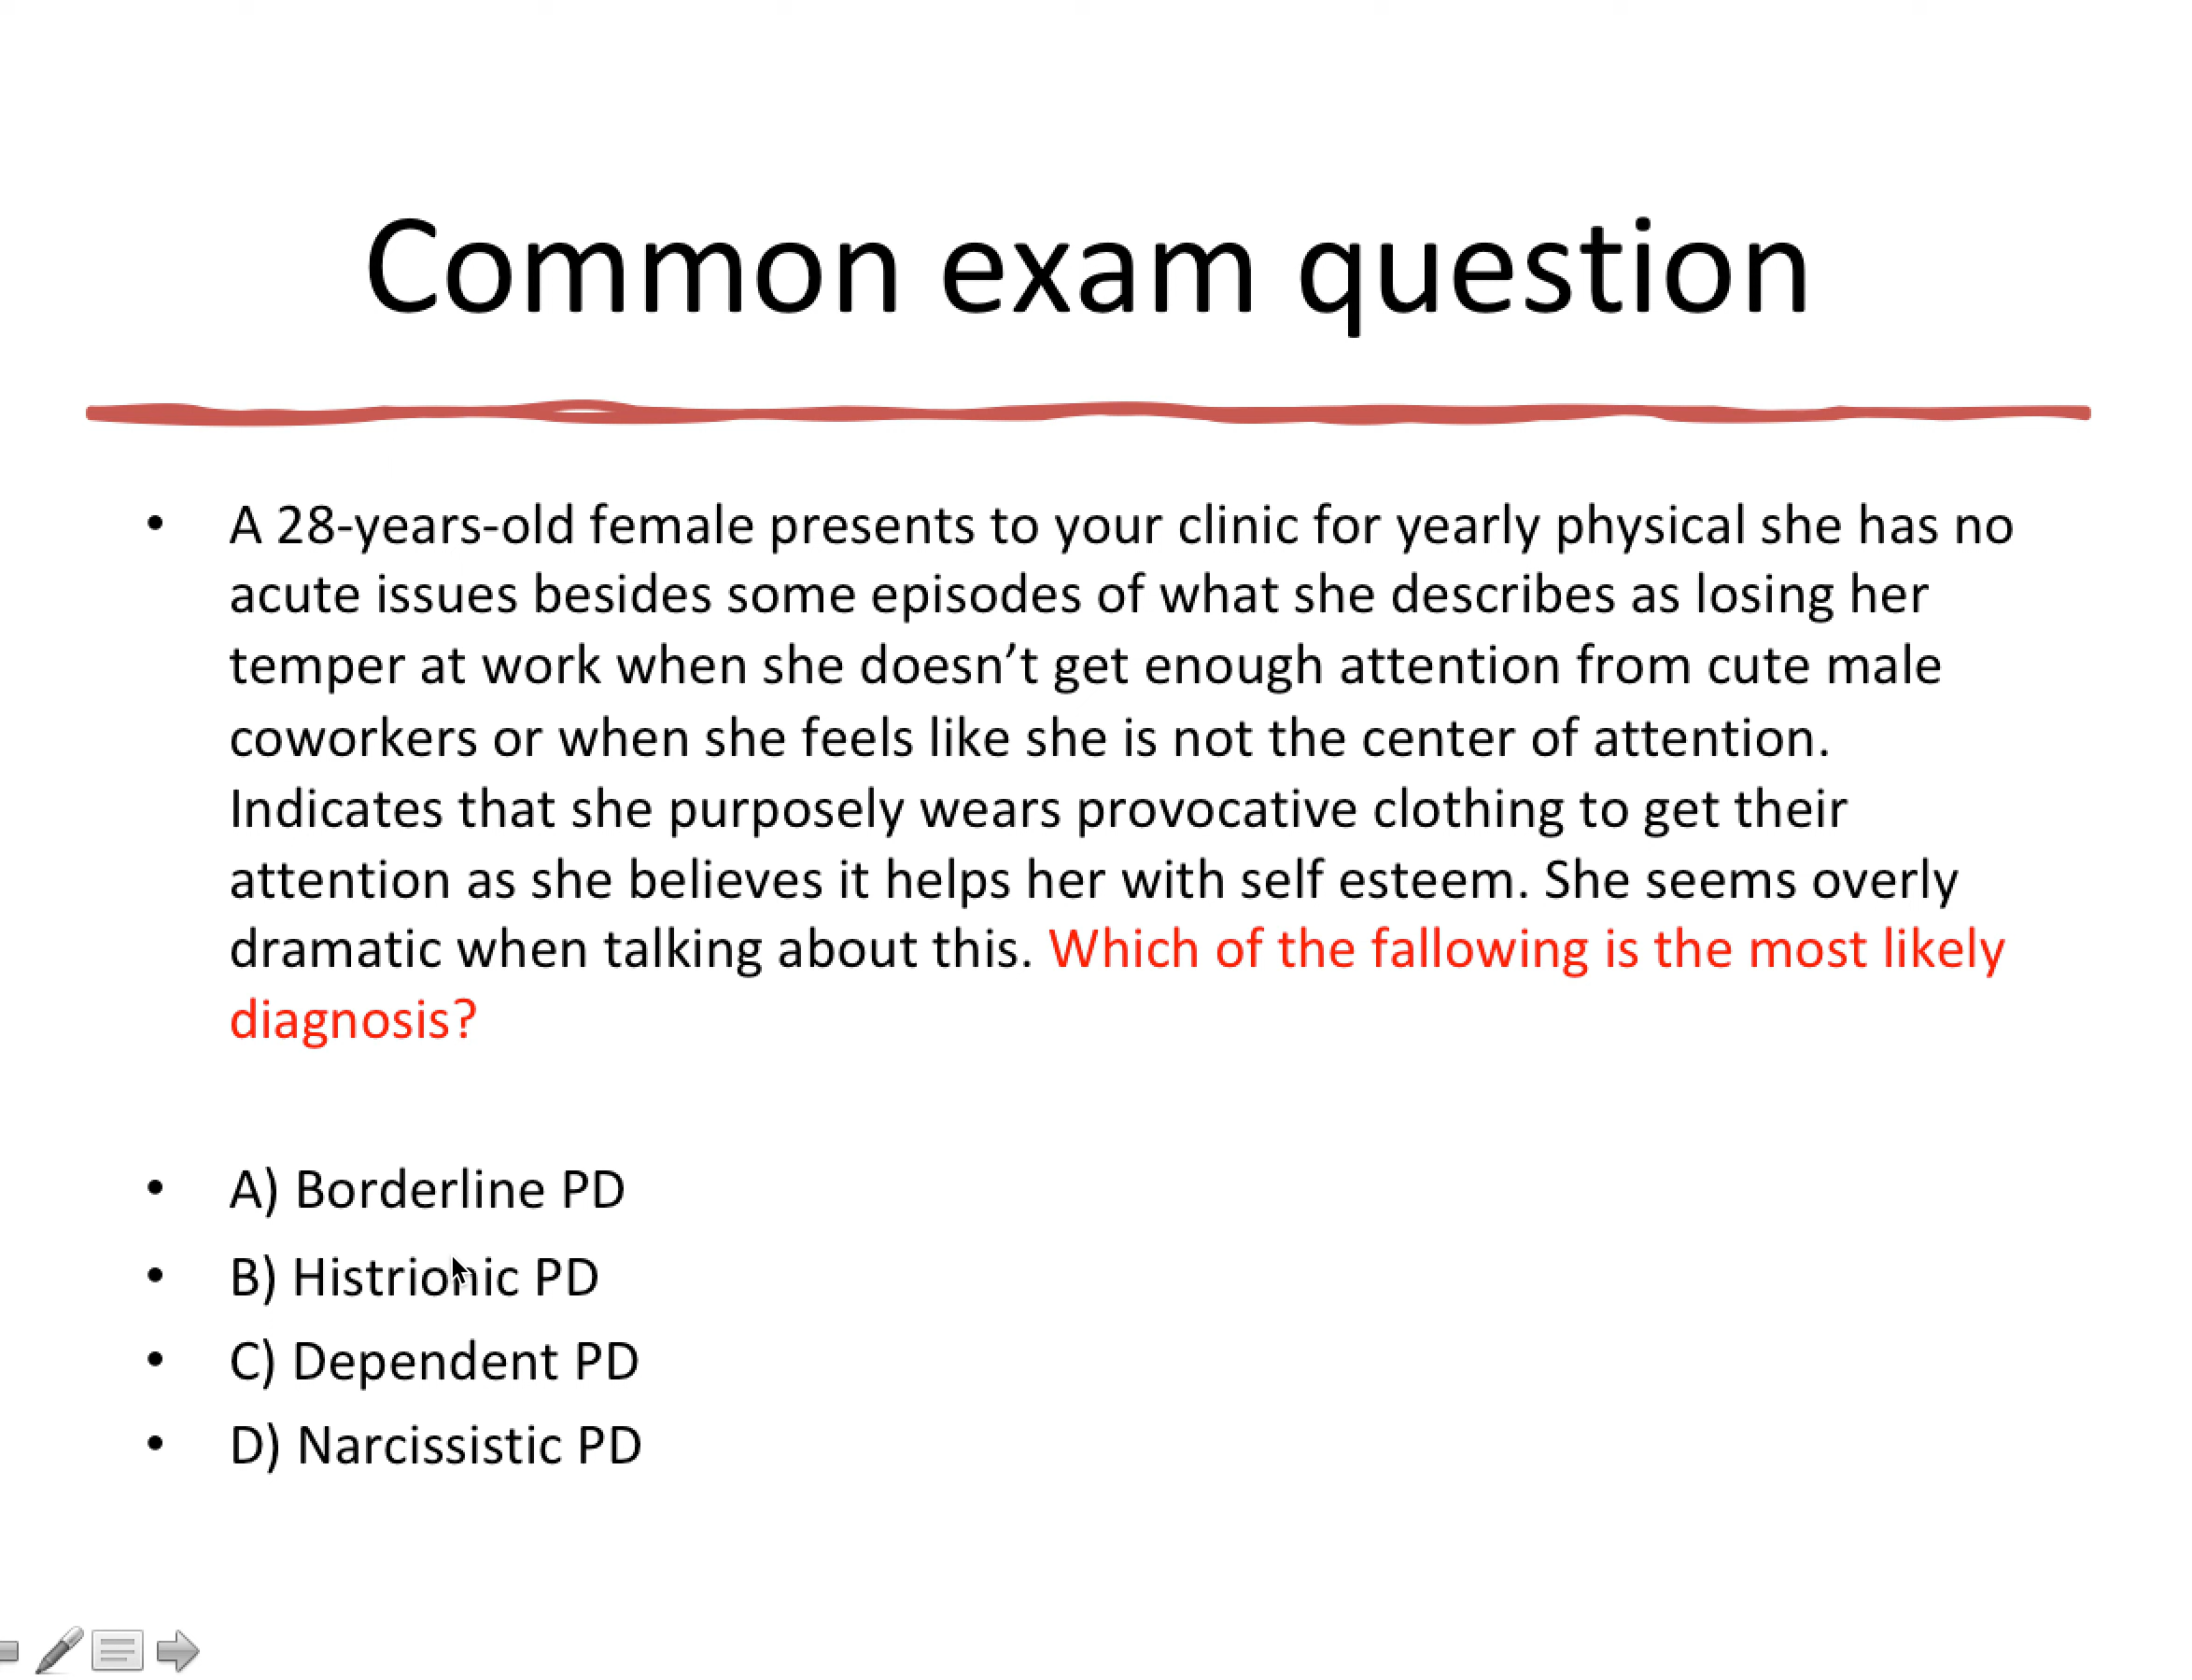 Common exam question
• A 28-years-old female presents to your clinic for yearly physical she has no
acute issues besides some episodes of what she describes as losing her
temper at work when she doesn’t get enough attention from cute male
coworkers or when she feels like she is not the center of attention.
Indicates that she purposely wears provocative clothing to get their
attention as she believes it helps her with self esteem. She seems overly
dramatic when talking about this. Which of the fallowing is the most likely
diagnosis?
• A) Borderline PD
• B) Histrionic PD
• C) Dependent PD
• D) Narcissistic PD